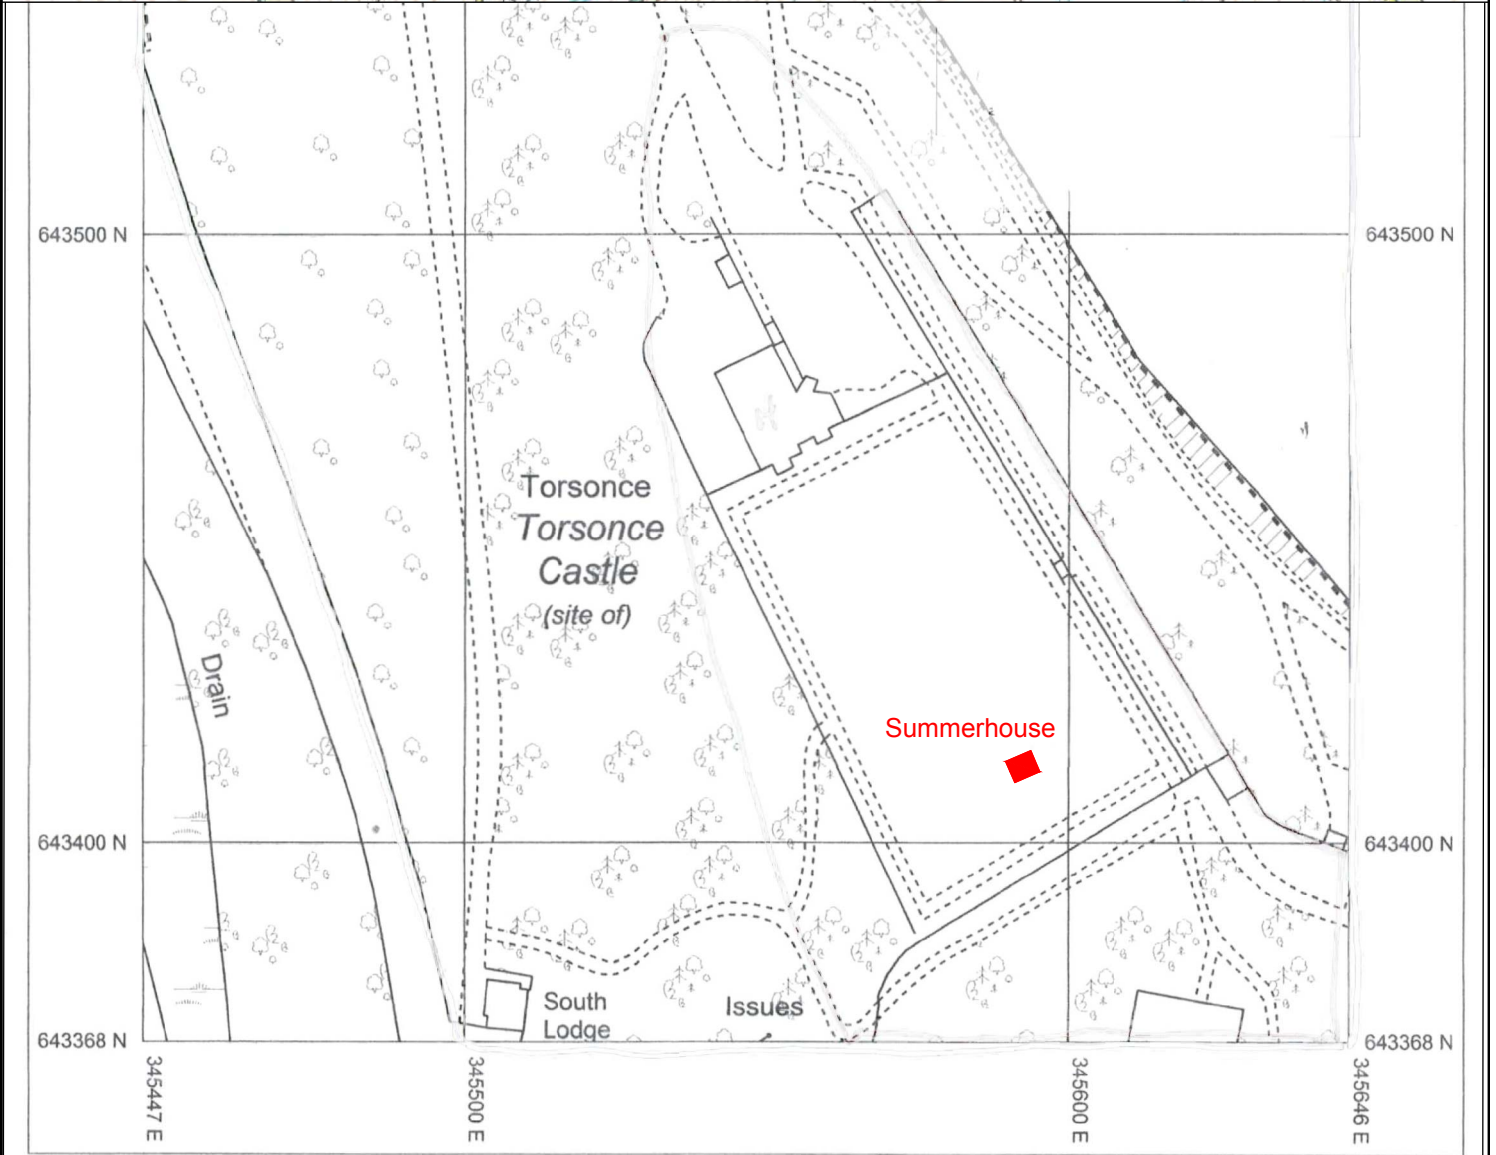 643500 N
643500 N
Torsonce
Torsonce
Castle
(site of)
Drain
Summerhouse
643400 N
643400 N
South
Lodge
Issues
643368 N
643368 N
345447 E
345500 E
345600 E
345646 E